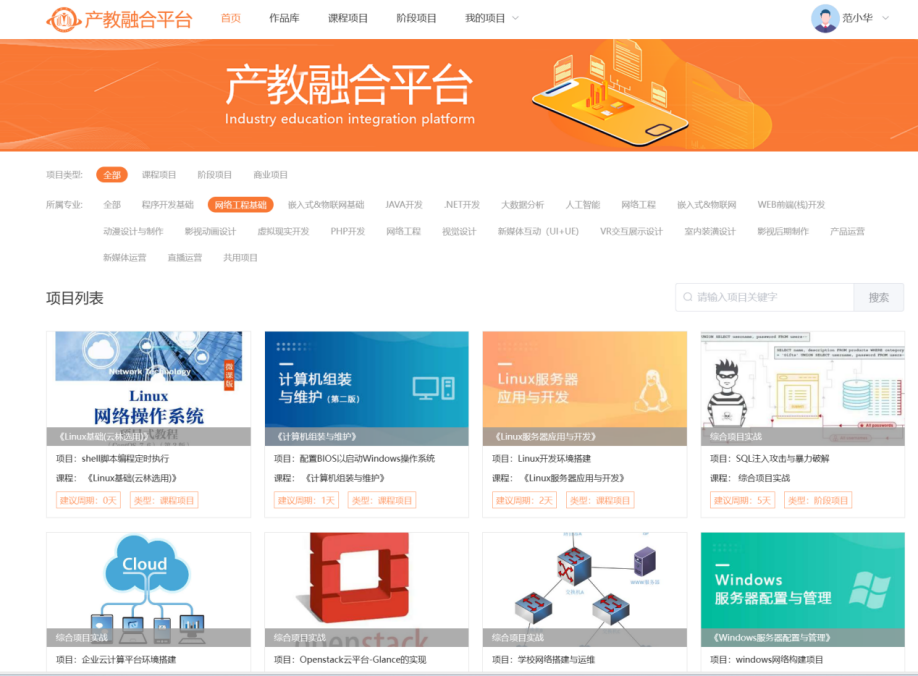 产教融合平台 首页 作品库 课程项目 阶段项目 我的项目 范小华
产教融合平台
Industry education integration platform
项目类型: 全部 课程项目 阶段项目 商业项目
所属专业: 全部 程序开发基础 网络工程基础 嵌入式&物联网基础 JAVA开发 .NET开发 大数据分析 人工智能 网络工程 嵌入式&物联网 WEB前端(栈)开发
动漫设计与制作 影视动画设计 虚拟现实开发 PHP开发 网络工程 视觉设计 新媒体互动（UI+UE) VR交互展示设计 室内装潢设计 影视后期制作 产品运营
新媒体运营 直播运营 共用项目
项目列表 请输入项目关键字 搜索
Network Technology
微课版
Linux
网络操作系统
《Linux基础(云林选用)》
项目：shell脚本编程定时执行
课程：《Linux基础(云林选用)》
建议周期：0天 类型：课程项目
计算机组装
与维护（第二版）
《计算机组装与维护》
项目：配置BIOS以启动Windows操作系统
课程：《计算机组装与维护》
建议周期：1天 类型：课程项目
Linux服务器
应用与开发
《Linux服务器应用与开发》
项目：Linux开发环境搭建
课程：《Linux服务器应用与开发》
建议周期：2天 类型：课程项目
UNION SELECT username, password FROM users--
SELECT name, description FROM products WHERE category
UNION SELECT username, password FROM users--
All passwords
综合项目实战
项目：SQL注入攻击与暴力破解
课程：综合项目实战
建议周期：5天 类型：阶段项目
Cloud
综合项目实战
项目：企业云计算平台环境搭建
openstack
综合项目实战
项目：Openstack云平台-Glance的实现
WWW服务器
综合项目实战
项目：学校网络搭建与运维
Windows
服务器配置与管理
《Windows服务器配置与管理》
项目：windows网络构建项目